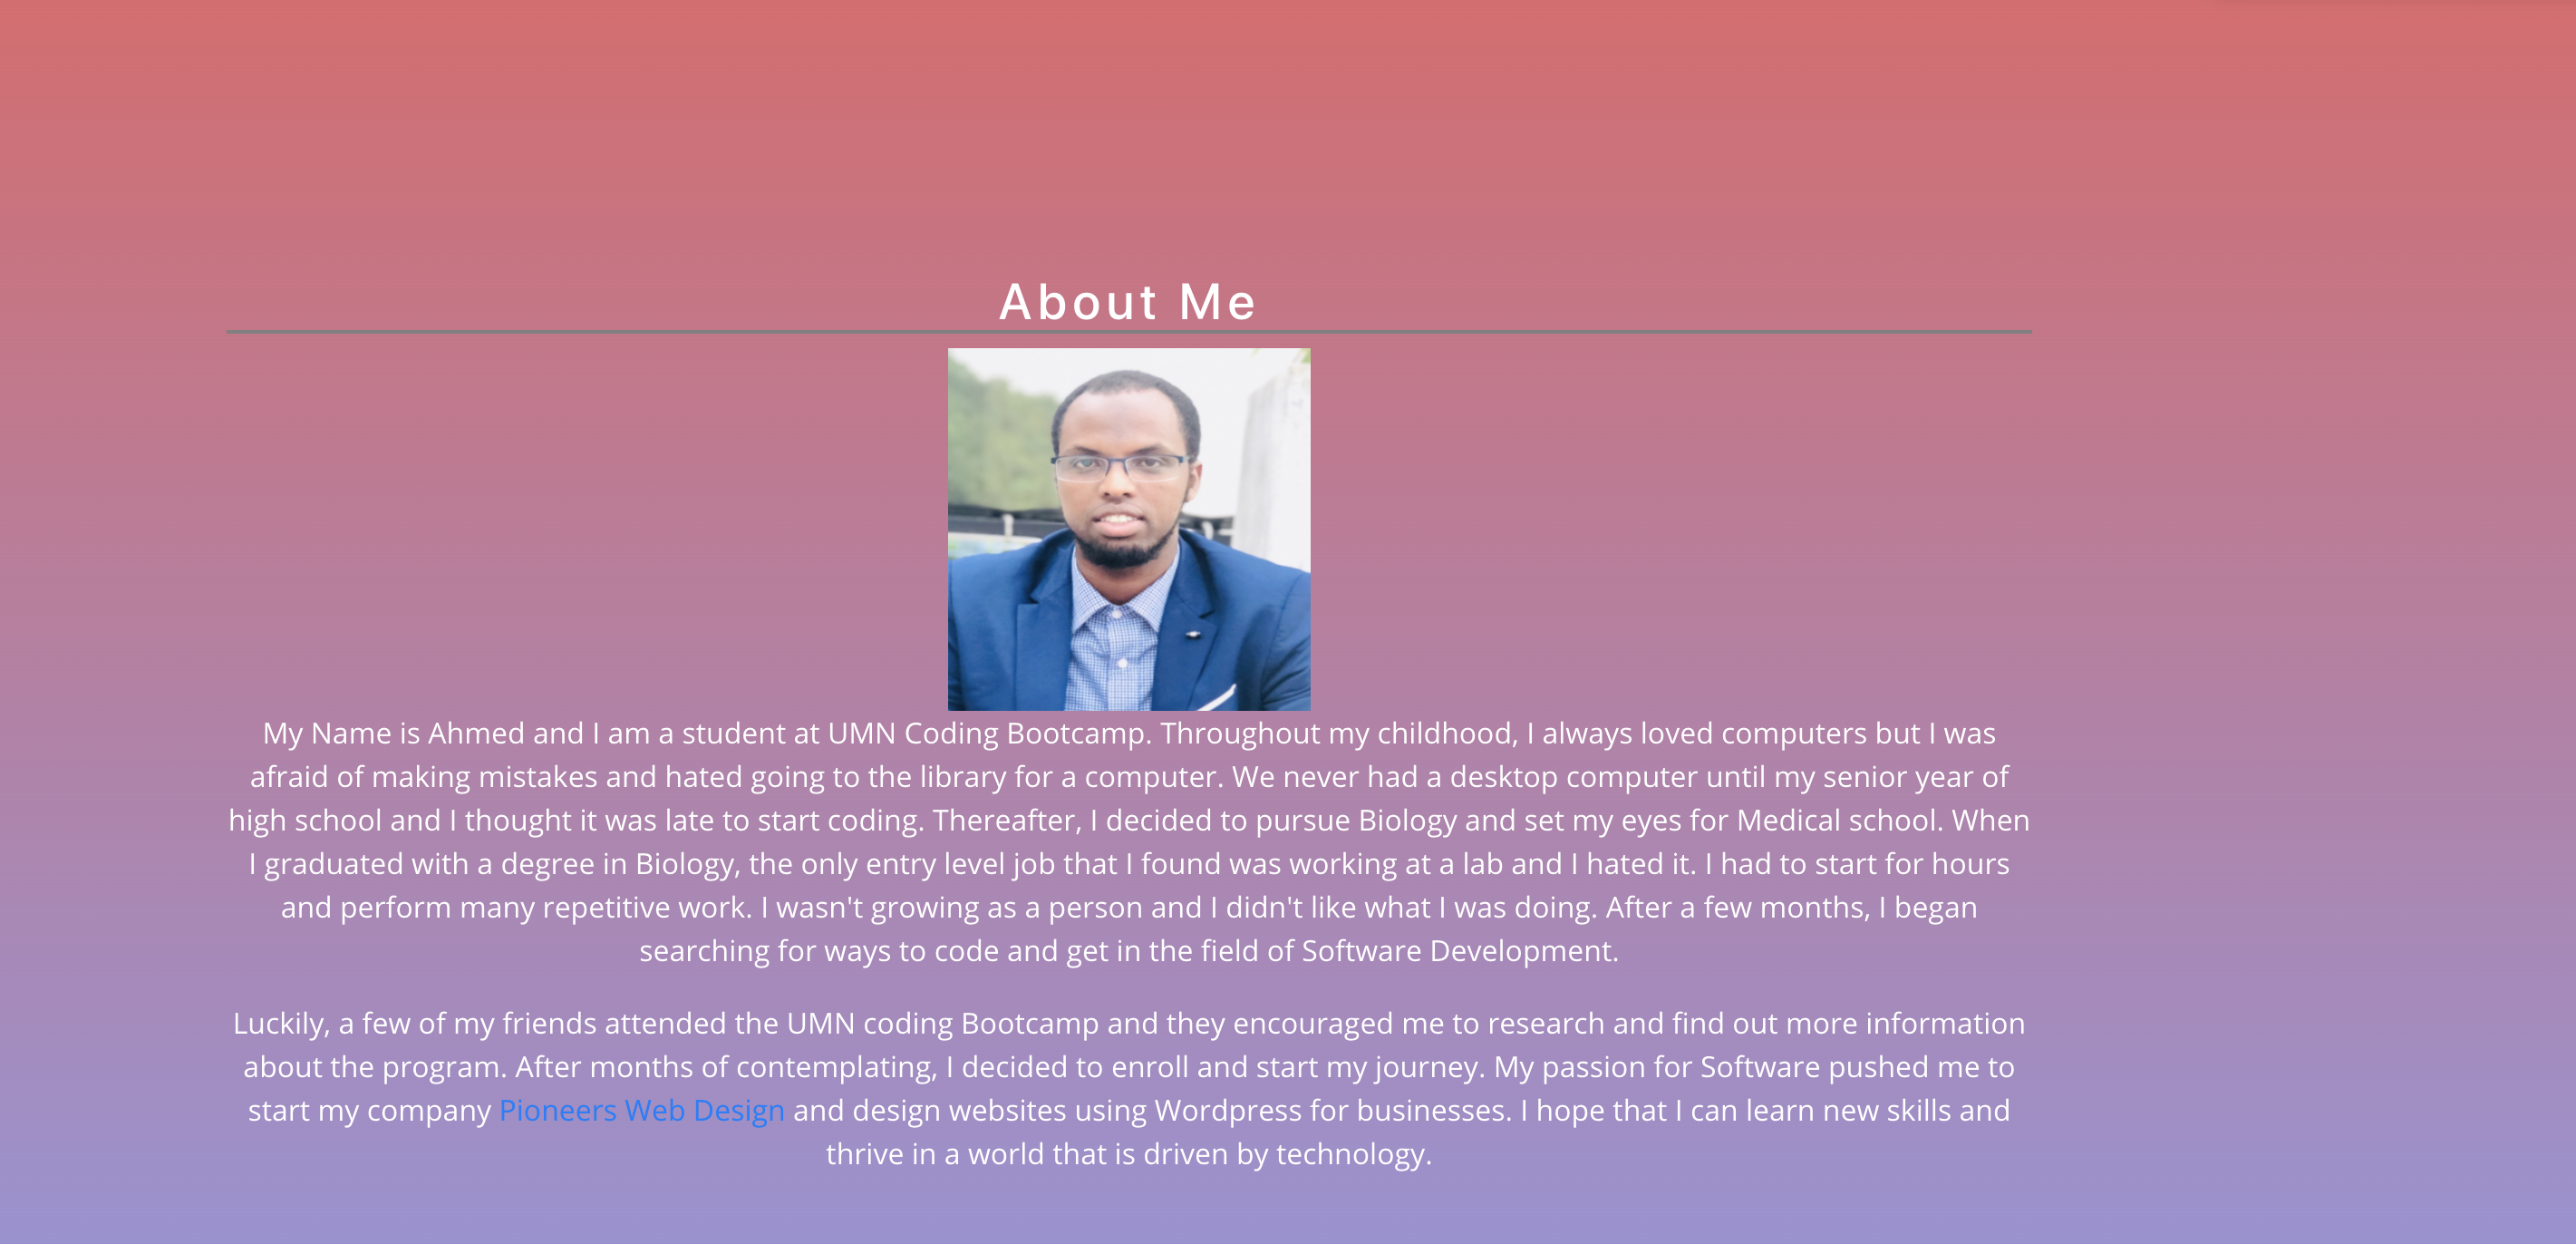 About Me
My Name is Ahmed and I am a student at UMN Coding Bootcamp. Throughout my childhood, I always loved computers but I was
afraid of making mistakes and hated going to the library for a computer. We never had a desktop computer until my senior year of
high school and I thought it was late to start coding. Thereafter, I decided to pursue Biology and set my eyes for Medical school. When
I graduated with a degree in Biology, the only entry level job that I found was working at a lab and I hated it. I had to start for hours
and perform many repetitive work. I wasn't growing as a person and I didn't like what I was doing. After a few months, I began
searching for ways to code and get in the field of Software Development.
Luckily, a few of my friends attended the UMN coding Bootcamp and they encouraged me to research and find out more information
about the program. After months of contemplating, I decided to enroll and start my journey. My passion for Software pushed me to
start my company Pioneers Web Design and design websites using Wordpress for businesses. I hope that I can learn new skills and
thrive in a world that is driven by technology.